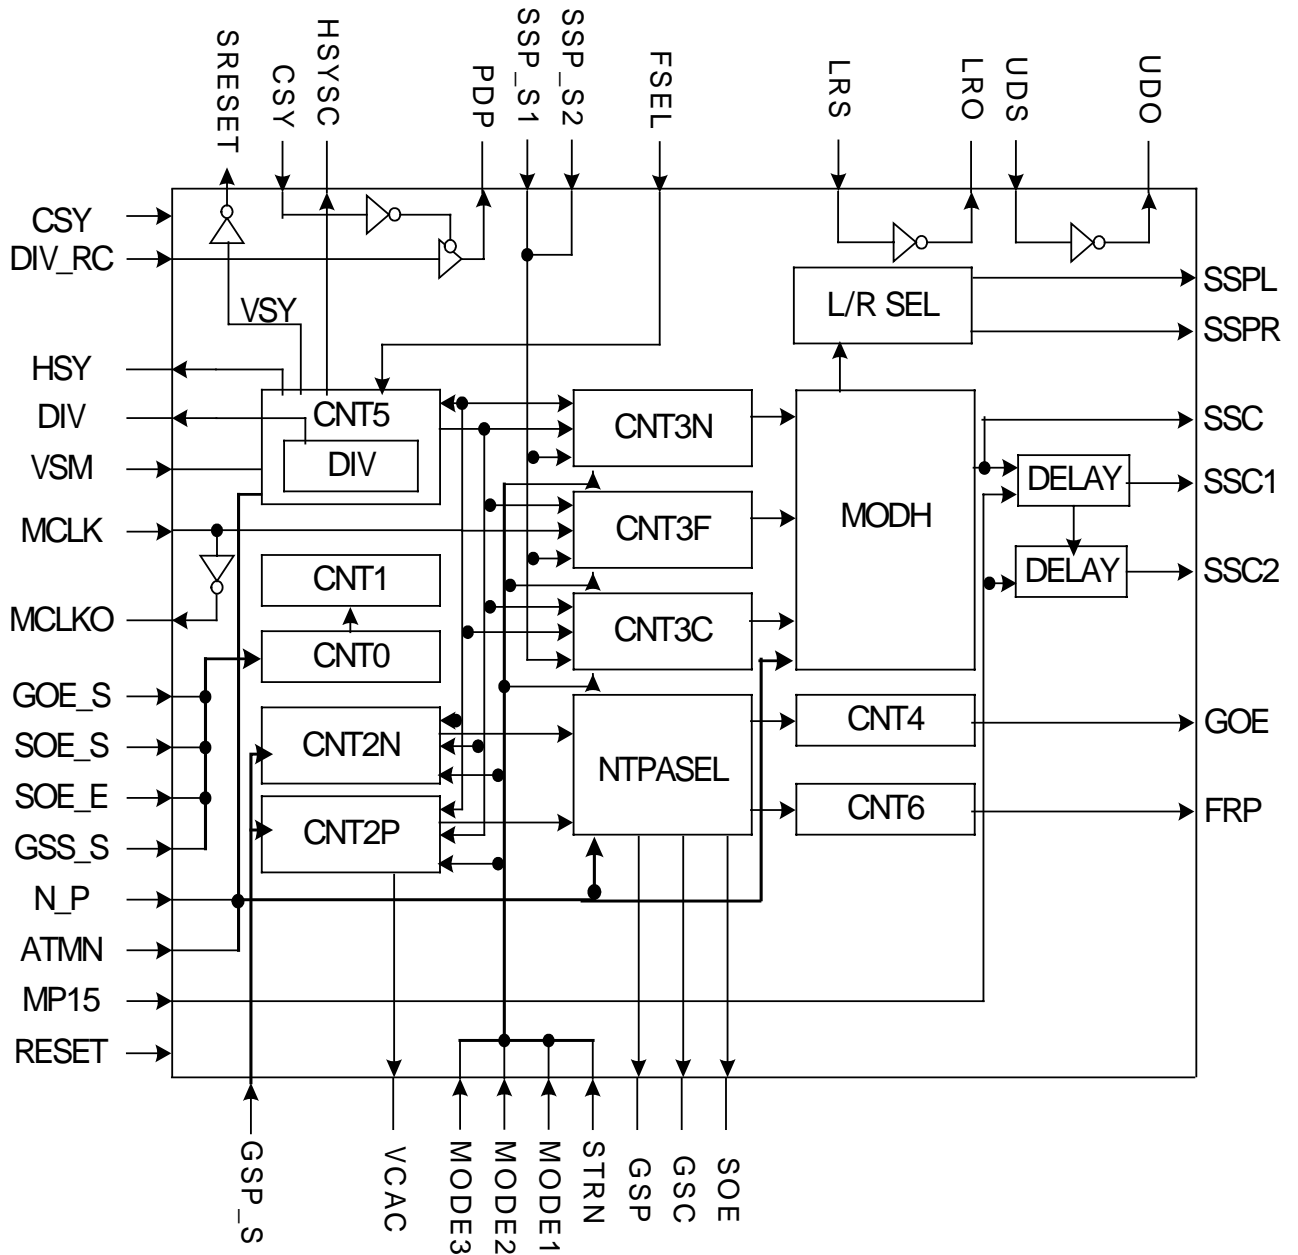 SRESET
HSYSC
CSY
PDP
SSP_S1
SSP_S2
FSEL
LRS
LRO
UDS
UDO
CSY
DIV_RC
VSY
HSY
DIV
VSM
MCLK
MCLKO
GOE_S
SOE_S
SOE_E
GSS_S
N_P
ATMN
MP15
RESET
CNT5
DIV
CNT1
CNT0
CNT2N
CNT2P
CNT3N
CNT3F
CNT3C
NTPASEL
L/R SEL
MODH
CNT4
CNT6
DELAY
DELAY
SSPL
SSPR
SSC
SSC1
SSC2
GOE
FRP
GSP_S
VCAC
MODE3
MODE2
MODE1
STRN
GSP
GSC
SOE